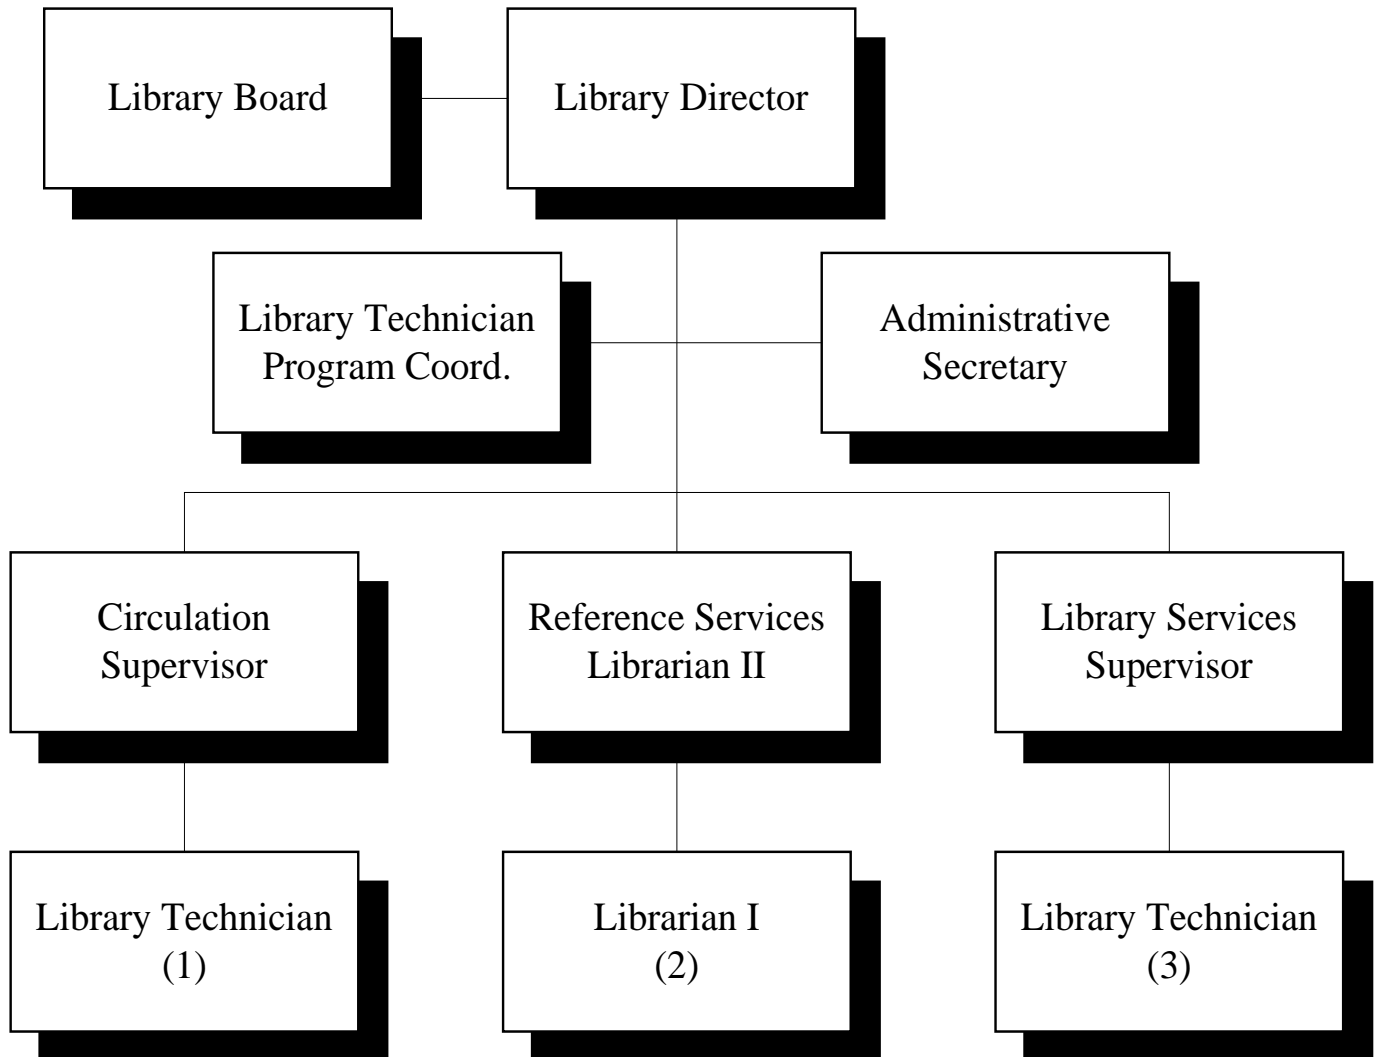 Library Board
Library Director
Library Technician
Program Coord.
Administrative
Secretary
Circulation
Supervisor
Reference Services
Librarian II
Library Services
Supervisor
Library Technician
(1)
Librarian I
(2)
Library Technician
(3)